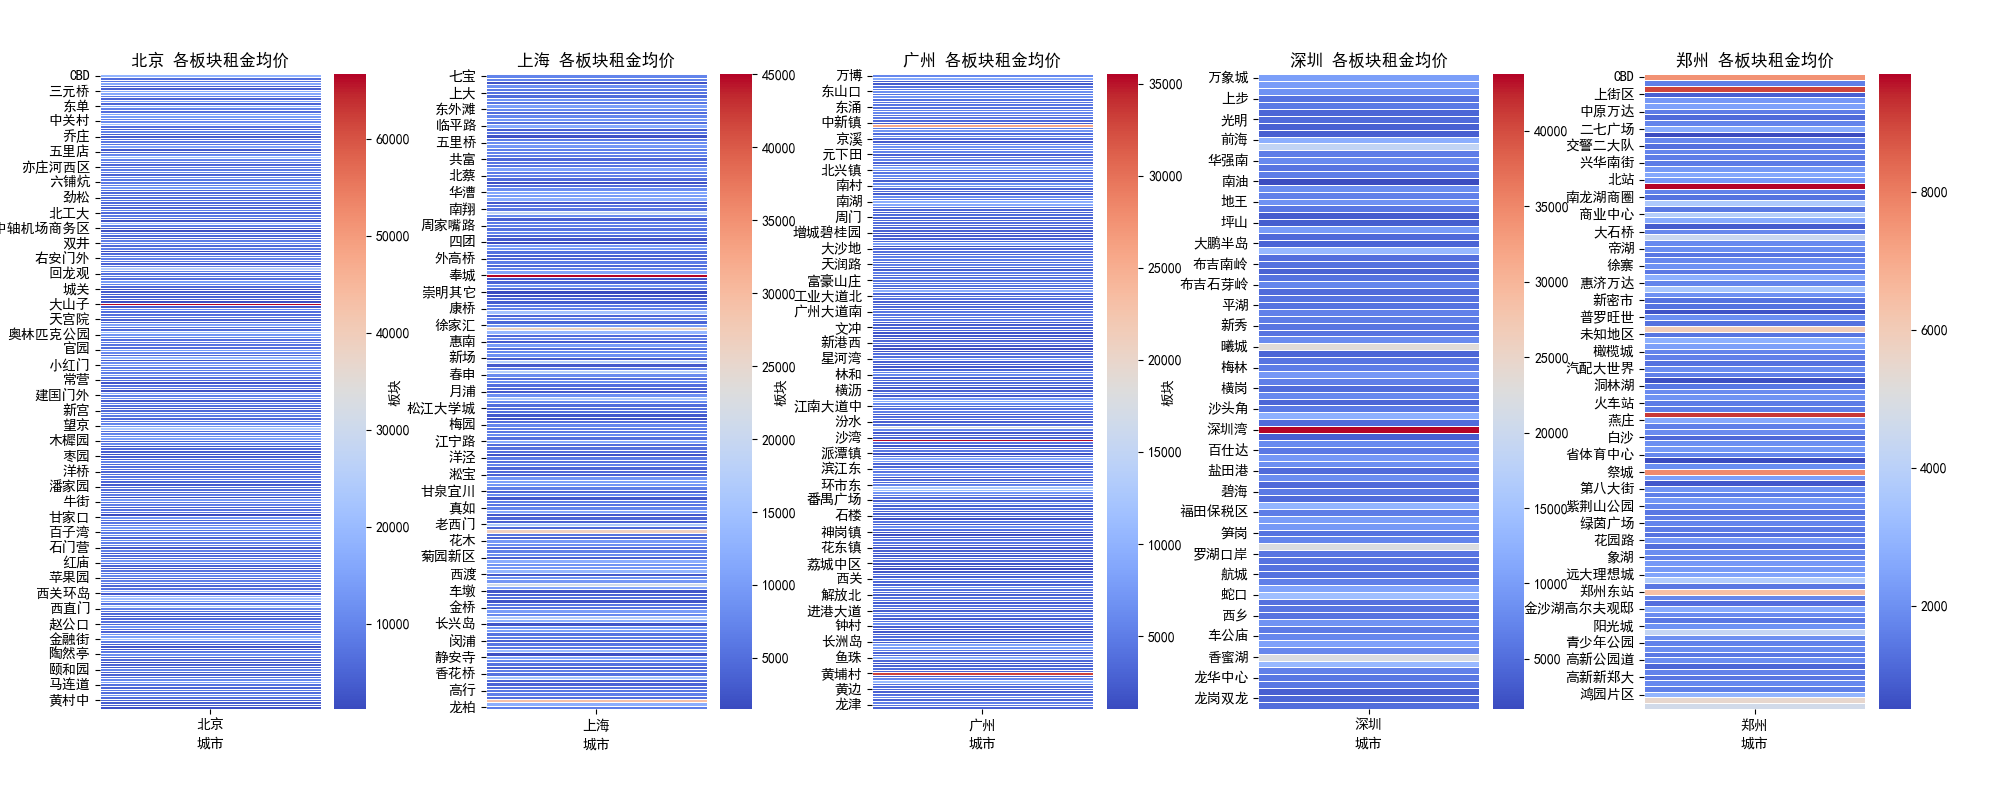 北京 各板块租金均价
CBD
三元桥
东单
中关村
乔庄
五里店
亦庄河西区
六铺炕
劲松
北工大
中轴机场商务区
双井
右安门外
回龙观
城关
大山子
天宫院
奥林匹克公园
官园
小红门
常营
建国门外
新宫
望京
木樨园
枣园
洋桥
潘家园
牛街
甘家口
百子湾
石门营
红庙
苹果园
西关环岛
西直门
赵公口
金融街
陶然亭
颐和园
马连道
黄村中
北京
城市
60000
50000
40000
30000
20000
10000
上海 各板块租金均价
板块
七宝
上大
东外滩
临平路
五里桥
共富
北蔡
华漕
南翔
周家嘴路
四团
外高桥
奉城
崇明其它
康桥
徐家汇
惠南
新场
春申
月浦
松江大学城
梅园
江宁路
洋泾
淞宝
甘泉宜川
真如
老西门
花木
菊园新区
西渡
车墩
金桥
长兴岛
闵浦
静安寺
香花桥
高行
龙柏
上海
城市
45000
40000
35000
30000
25000
20000
15000
10000
5000
广州 各板块租金均价
板块
万博
东山口
东涌
中新镇
京溪
元下田
北兴镇
南村
南湖
周门
增城碧桂园
大沙地
天润路
富豪山庄
工业大道北
广州大道南
文冲
新港西
星河湾
林和
横沥
江南大道中
汾水
沙湾
派潭镇
滨江东
环市东
番禺广场
石楼
神岗镇
花东镇
荔城中区
西关
解放北
进港大道
钟村
长洲岛
鱼珠
黄埔村
黄边
龙津
广州
城市
35000
30000
25000
20000
15000
10000
5000
深圳 各板块租金均价
板块
万象城
上步
光明
前海
华强南
南油
地王
坪山
大鹏半岛
布吉南岭
布吉石芽岭
平湖
新秀
曦城
梅林
横岗
沙头角
深圳湾
百仕达
盐田港
碧海
福田保税区
笋岗
罗湖口岸
航城
蛇口
西乡
车公庙
香蜜湖
龙华中心
龙岗双龙
深圳
城市
40000
35000
30000
25000
20000
15000
10000
5000
郑州 各板块租金均价
CBD
上街区
中原万达
二七广场
交警二大队
兴华南街
北站
南龙湖商圈
商业中心
大石桥
帝湖
徐寨
惠济万达
新密市
普罗旺世
未知地区
橄榄城
汽配大世界
洞林湖
火车站
燕庄
白沙
省体育中心
祭城
第八大街
紫荆山公园
绿茵广场
花园路
象湖
远大理想城
郑州东站
金沙湖高尔夫观邸
阳光城
青少年公园
高新公园道
高新新郑大
鸿园片区
郑州
城市
8000
6000
4000
2000